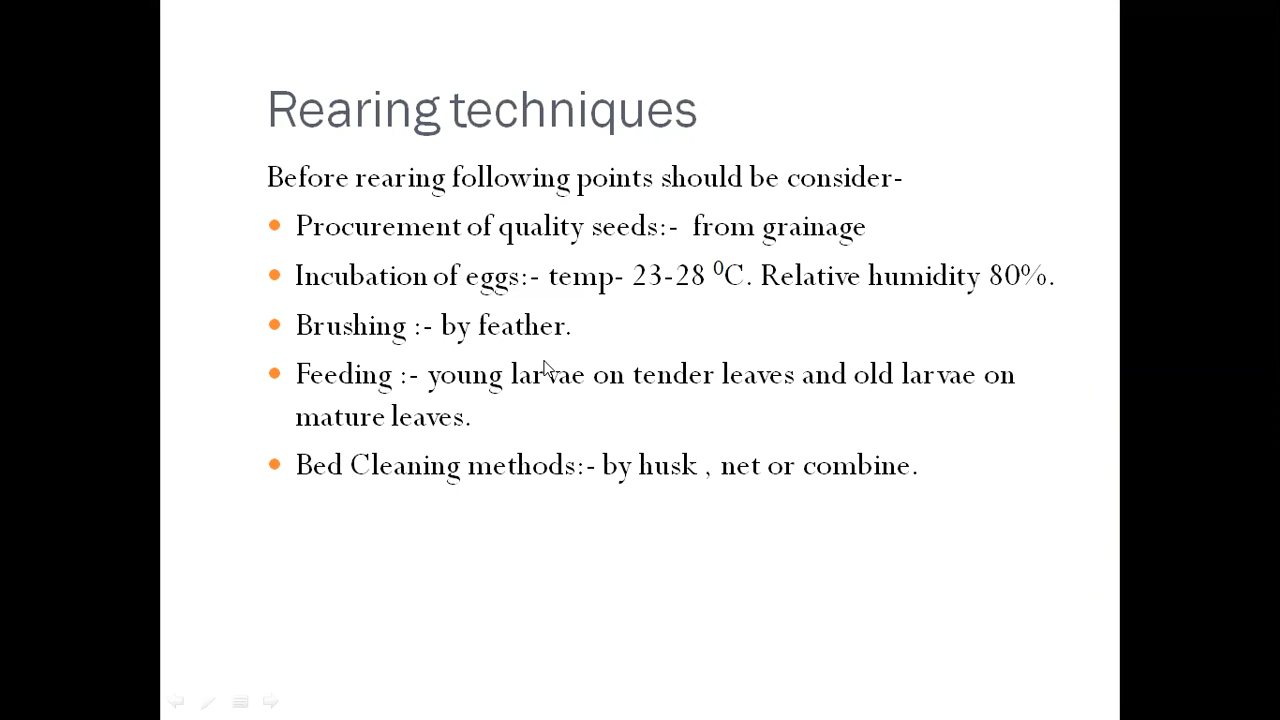 Rearing techniques
Before rearing following points should be consider-
Procurement of quality seeds:- from grainage
Incubation of eggs:- temp- 23-28 ⁰C. Relative humidity 80%.
Brushing :- by feather.
Feeding :- young larvae on tender leaves and old larvae on
mature leaves.
Bed Cleaning methods:- by husk , net or combine.